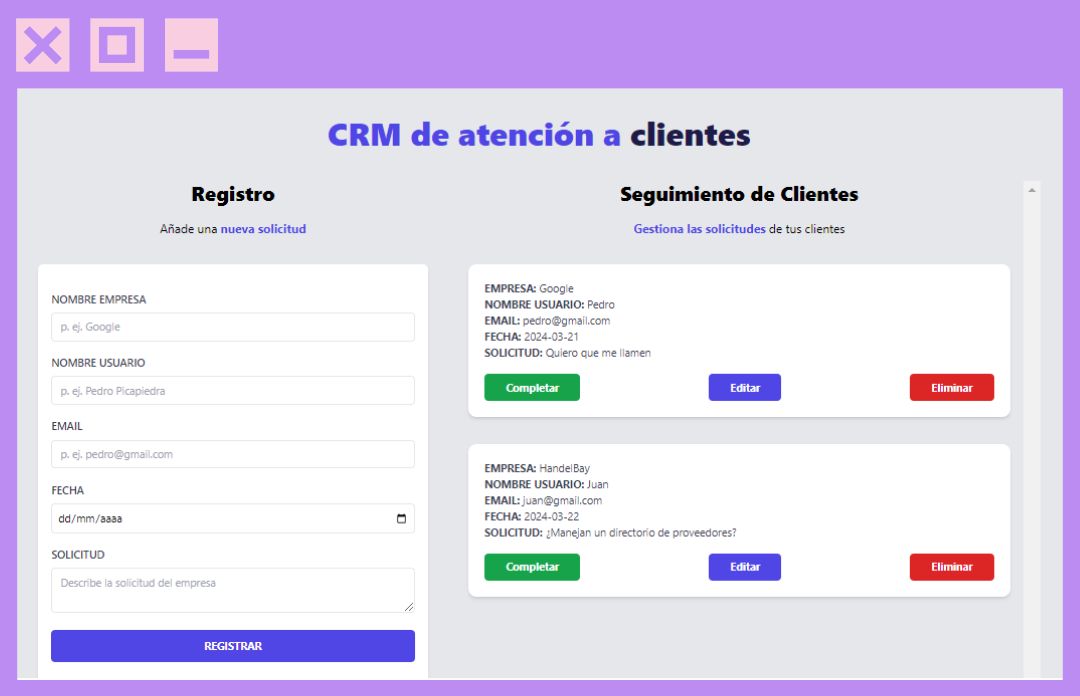 CRM de atención a clientes
Registro
Añade una nueva solicitud
NOMBRE EMPRESA
p. ej. Google
NOMBRE USUARIO
p. ej. Pedro Picapiedra
EMAIL
p. ej. pedro@gmail.com
FECHA
dd/mm/aaaa
SOLICITUD
Describe la solicitud del empresa
REGISTRAR
Seguimiento de Clientes
Gestiona las solicitudes de tus clientes
EMPRESA: Google
NOMBRE USUARIO: Pedro
EMAIL: pedro@gmail.com
FECHA: 2024-03-21
SOLICITUD: Quiero que me llamen
Completar Editar Eliminar
EMPRESA: HandelBay
NOMBRE USUARIO: Juan
EMAIL: juan@gmail.com
FECHA: 2024-03-22
SOLICITUD: ¿Manejan un directorio de proveedores?
Completar Editar Eliminar